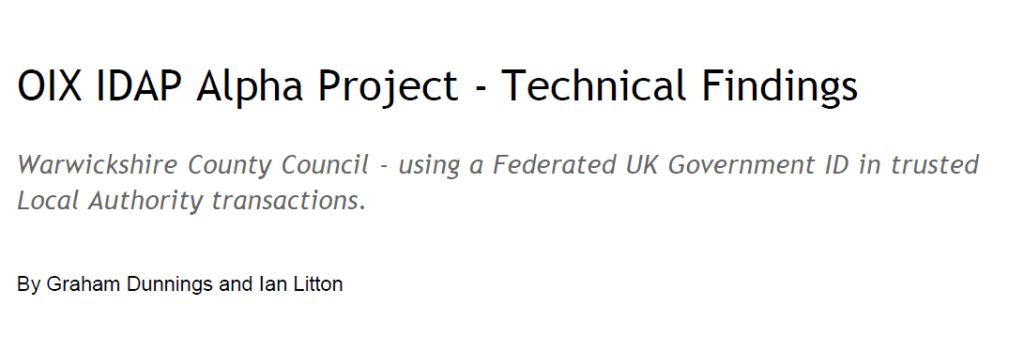 OIX IDAP Alpha Project - Technical Findings
Warwickshire County Council - using a Federated UK Government ID in trusted
Local Authority transactions.
By Graham Dunnings and Ian Litton